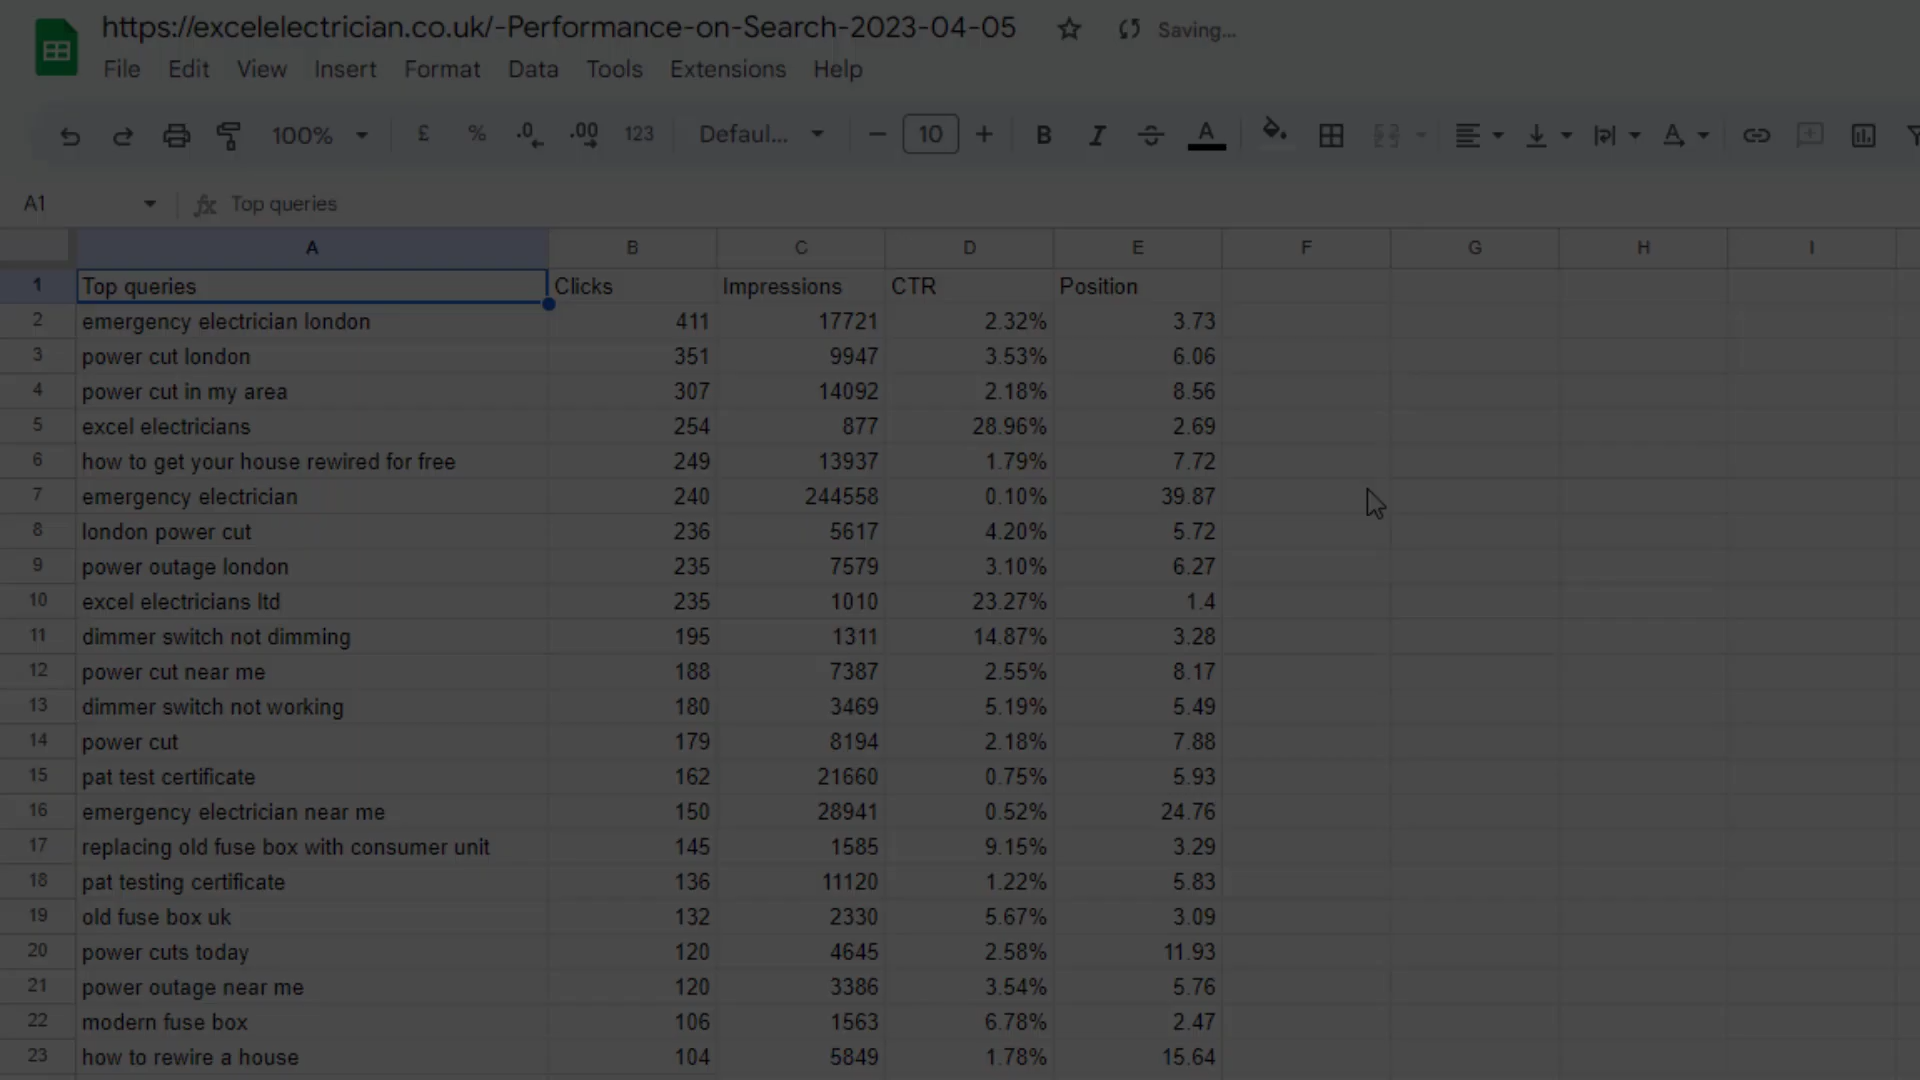 https://excelelectrician.co.uk/-Performance-on-Search-2023-04-05 Saving...
File Edit View Insert Format Data Tools Extensions Help
100% £ % .0 .00 123 Defaul... 10 B I A A
A1 fx Top queries
A B C D E F G H I
1 Top queries Clicks Impressions CTR Position
2 emergency electrician london 411 17721 2.32% 3.73
3 power cut london 351 9947 3.53% 6.06
4 power cut in my area 307 14092 2.18% 8.56
5 excel electricians 254 877 28.96% 2.69
6 how to get your house rewired for free 249 13937 1.79% 7.72
7 emergency electrician 240 244558 0.10% 39.87
8 london power cut 236 5617 4.20% 5.72
9 power outage london 235 7579 3.10% 6.27
10 excel electricians ltd 235 1010 23.27% 1.4
11 dimmer switch not dimming 195 1311 14.87% 3.28
12 power cut near me 188 7387 2.55% 8.17
13 dimmer switch not working 180 3469 5.19% 5.49
14 power cut 179 8194 2.18% 7.88
15 pat test certificate 162 21660 0.75% 5.93
16 emergency electrician near me 150 28941 0.52% 24.76
17 replacing old fuse box with consumer unit 145 1585 9.15% 3.29
18 pat testing certificate 136 11120 1.22% 5.83
19 old fuse box uk 132 2330 5.67% 3.09
20 power cuts today 120 4645 2.58% 11.93
21 power outage near me 120 3386 3.54% 5.76
22 modern fuse box 106 1563 6.78% 2.47
23 how to rewire a house 104 5849 1.78% 15.64